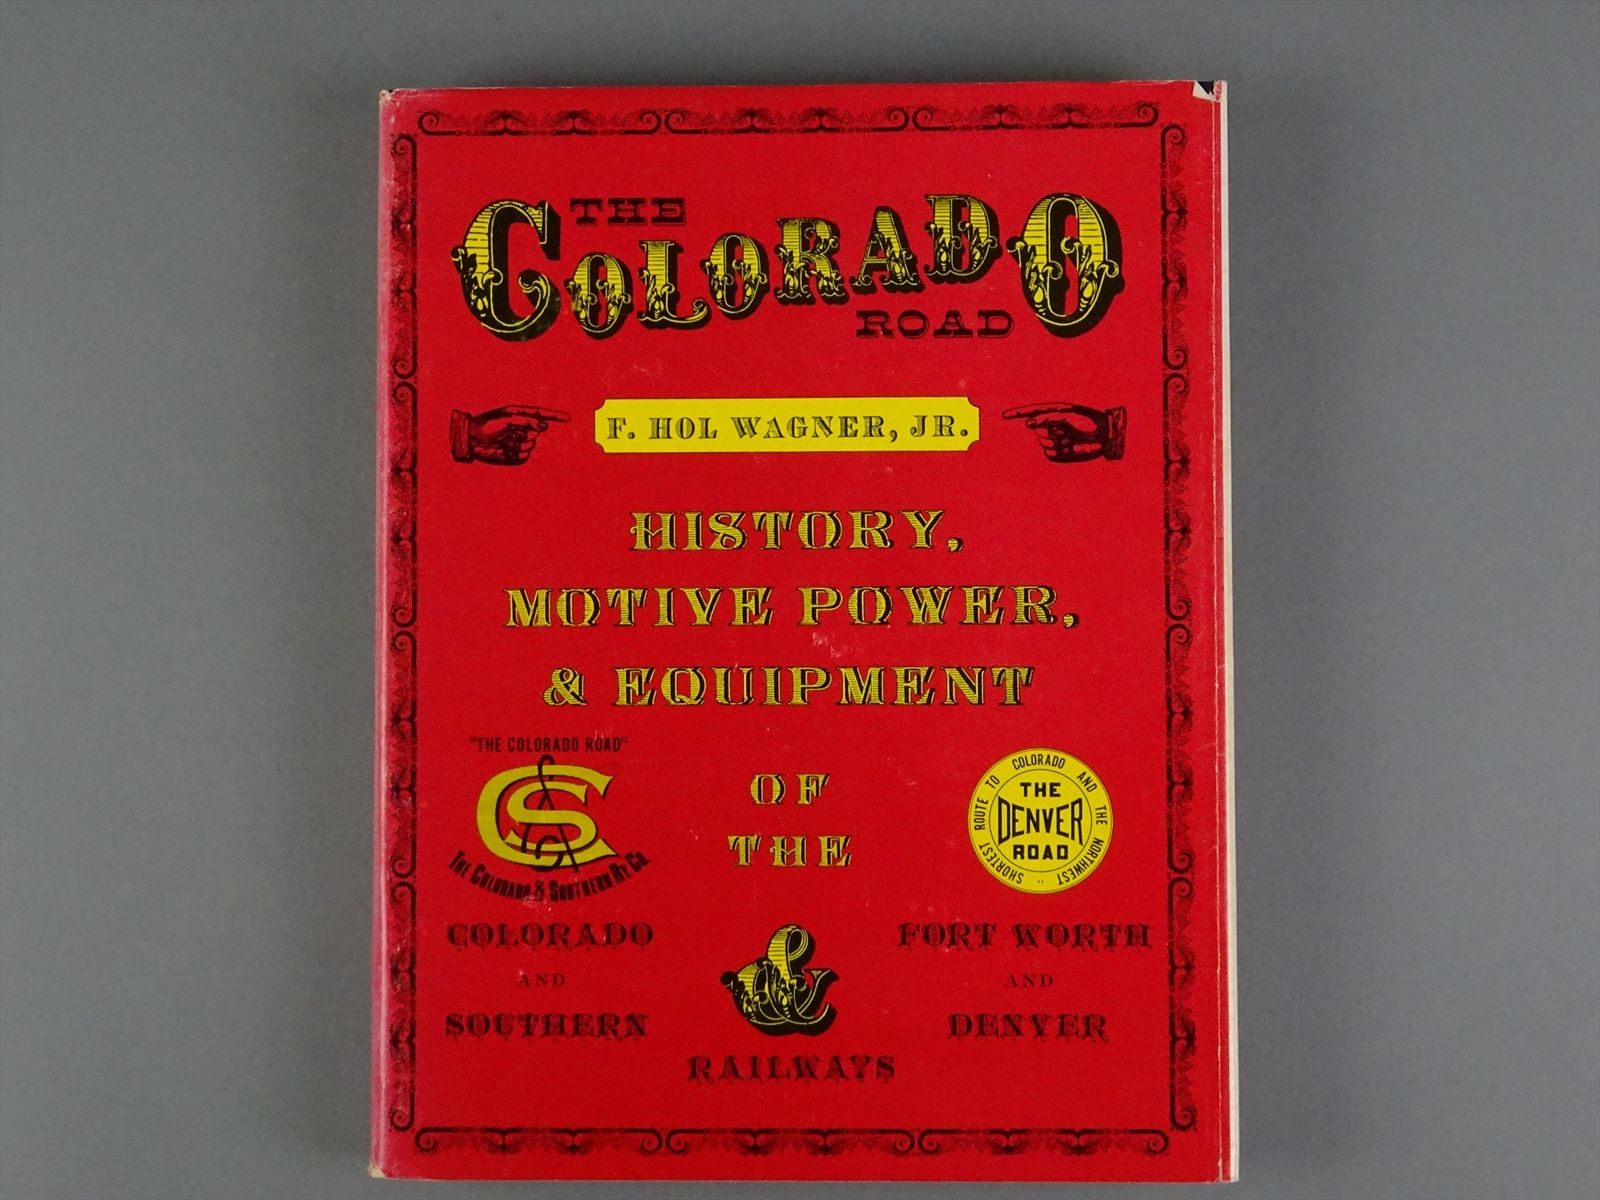 THE
COLORADO
ROAD
F. HOL WAGNER, JR.
HISTORY,
MOTIVE POWER,
& EQUIPMENT
OF
THE
"THE COLORADO ROAD"
C&S
THE COLORADO & SOUTHERN RY. CO.
SHORTEST ROUTE TO COLORADO AND THE NORTHWEST
THE
DENVER
ROAD
COLORADO
AND
SOUTHERN
&
FORT WORTH
AND
DENVER
RAILWAYS